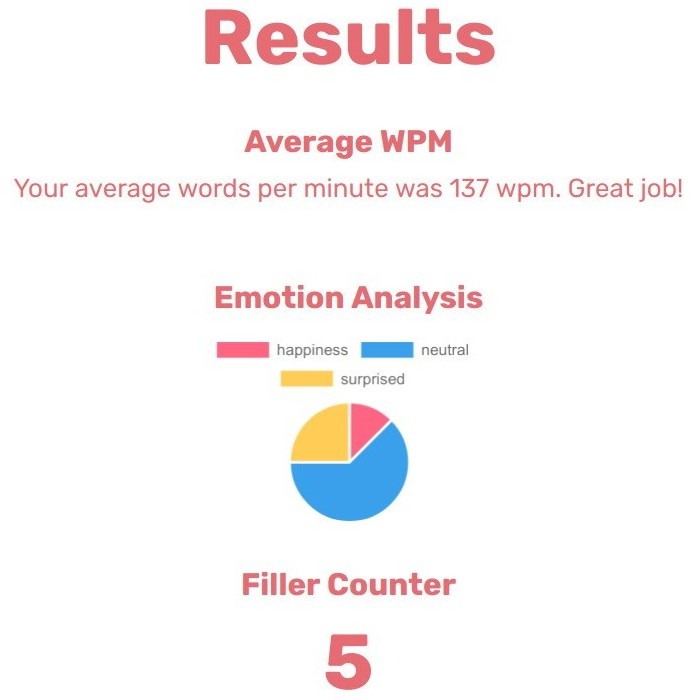 Results
Average WPM
Your average words per minute was 137 wpm. Great job!
Emotion Analysis
happiness neutral
surprised
Filler Counter
5